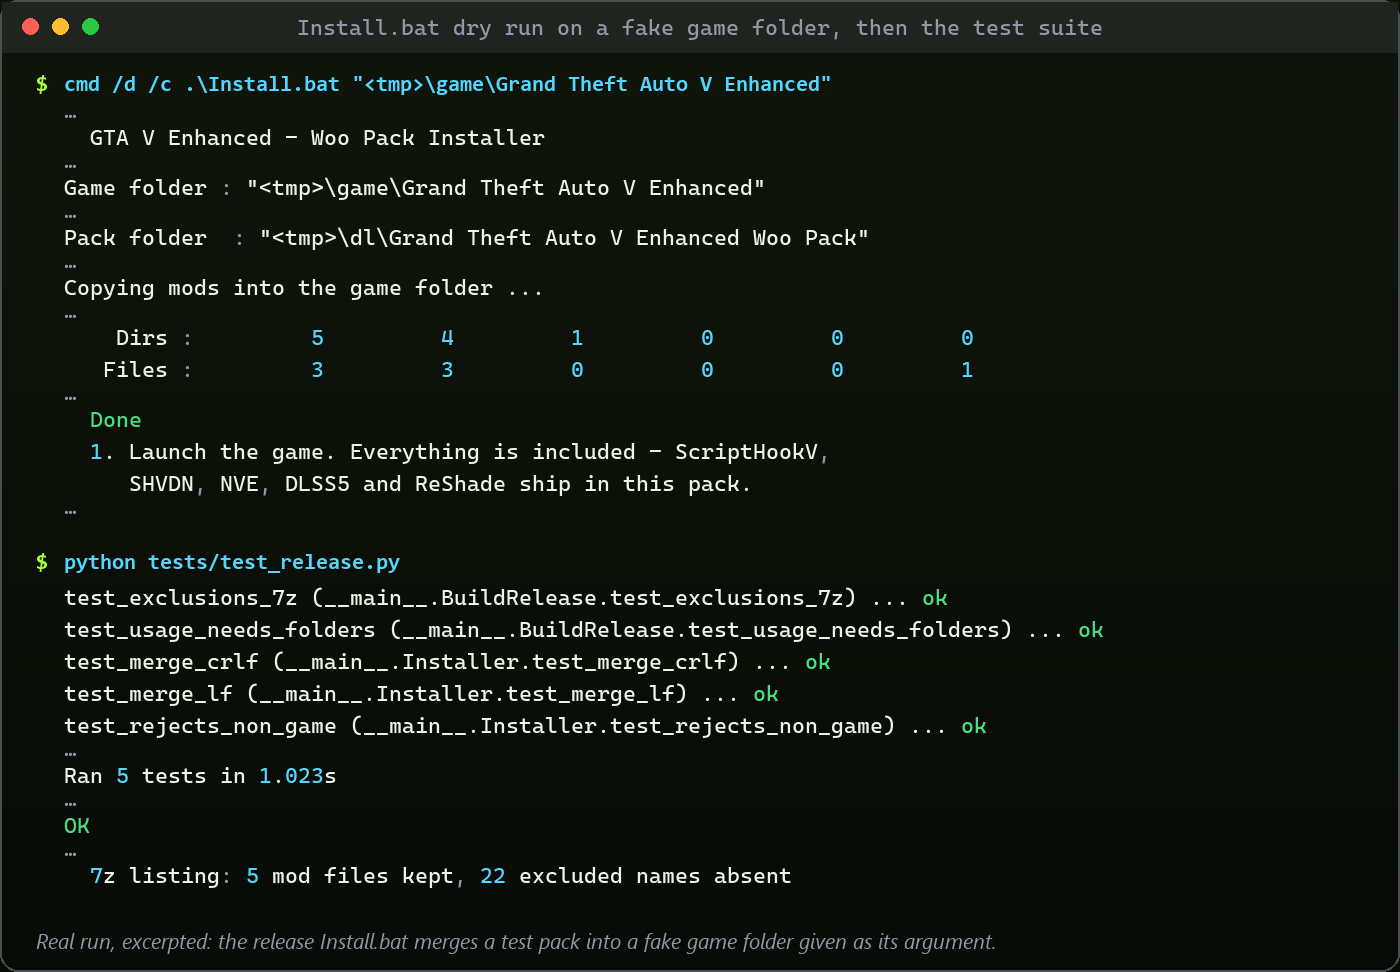 Install.bat dry run on a fake game folder, then the test suite
$ cmd /d /c .\Install.bat "<tmp>\game\Grand Theft Auto V Enhanced"
…
GTA V Enhanced - Woo Pack Installer
…
Game folder : "<tmp>\game\Grand Theft Auto V Enhanced"
…
Pack folder  : "<tmp>\dl\Grand Theft Auto V Enhanced Woo Pack"
…
Copying mods into the game folder ...
…
Dirs :         5         4         1         0         0         0
Files :         3         3         0         0         0         1
…
Done
1. Launch the game. Everything is included - ScriptHookV,
SHVDN, NVE, DLSS5 and ReShade ship in this pack.
…
$ python tests/test_release.py
test_exclusions_7z (__main__.BuildRelease.test_exclusions_7z) ... ok
test_usage_needs_folders (__main__.BuildRelease.test_usage_needs_folders) ... ok
test_merge_crlf (__main__.Installer.test_merge_crlf) ... ok
test_merge_lf (__main__.Installer.test_merge_lf) ... ok
test_rejects_non_game (__main__.Installer.test_rejects_non_game) ... ok
…
Ran 5 tests in 1.023s
…
OK
…
7z listing: 5 mod files kept, 22 excluded names absent
Real run, excerpted: the release Install.bat merges a test pack into a fake game folder given as its argument.